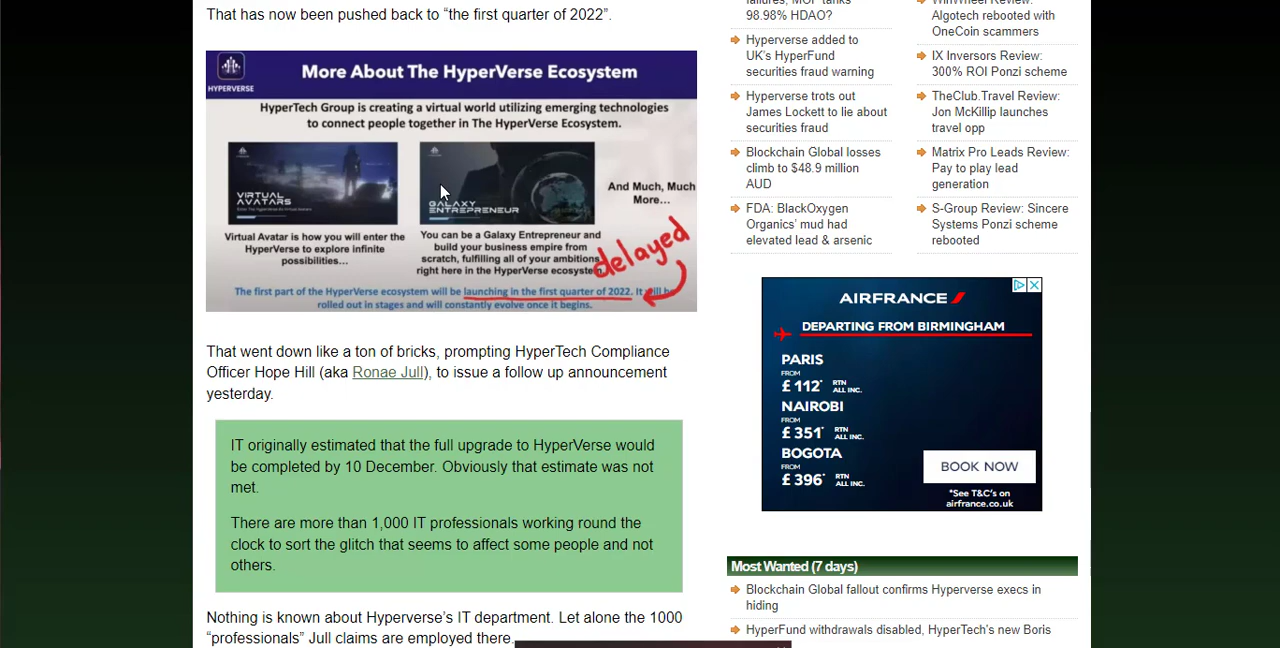 That has now been pushed back to “the first quarter of 2022”.
HYPERVERSE
More About The HyperVerse Ecosystem
HyperTech Group is creating a virtual world utilizing emerging technologies
to connect people together in The HyperVerse Ecosystem.
VIRTUAL
AVATARS
GALAXY
ENTREPRENEUR
And Much, Much
More...
Virtual Avatar is how you will enter the
HyperVerse to explore infinite
possibilities...
You can be a Galaxy Entrepreneur and
build your business empire from
scratch, fulfilling all of your ambitions
right here in the HyperVerse ecosystem
delayed
The first part of the HyperVerse ecosystem will be launching in the first quarter of 2022. It will be
rolled out in stages and will constantly evolve once it begins.
That went down like a ton of bricks, prompting HyperTech Compliance
Officer Hope Hill (aka Ronae Jull), to issue a follow up announcement
yesterday.
IT originally estimated that the full upgrade to HyperVerse would
be completed by 10 December. Obviously that estimate was not
met.
There are more than 1,000 IT professionals working round the
clock to sort the glitch that seems to affect some people and not
others.
Nothing is known about Hyperverse’s IT department. Let alone the 1000
“professionals” Jull claims are employed there.
98.98% HDAO?
Hyperverse added to
UK’s HyperFund
securities fraud warning
Hyperverse trots out
James Lockett to lie about
securities fraud
Blockchain Global losses
climb to $48.9 million
AUD
FDA: BlackOxygen
Organics’ mud had
elevated lead & arsenic
Algotech rebooted with
OneCoin scammers
IX Inversors Review:
300% ROI Ponzi scheme
TheClub.Travel Review:
Jon McKillip launches
travel opp
Matrix Pro Leads Review:
Pay to play lead
generation
S-Group Review: Sincere
Systems Ponzi scheme
rebooted
AIRFRANCE
DEPARTING FROM BIRMINGHAM
PARIS
FROM
£ 112* RTN
ALL INC.
NAIROBI
FROM
£ 351* RTN
ALL INC.
BOGOTA
FROM
£ 396* RTN
ALL INC.
BOOK NOW
*See T&C's on
airfrance.co.uk
Most Wanted (7 days)
Blockchain Global fallout confirms Hyperverse execs in
hiding
HyperFund withdrawals disabled, HyperTech’s new Boris